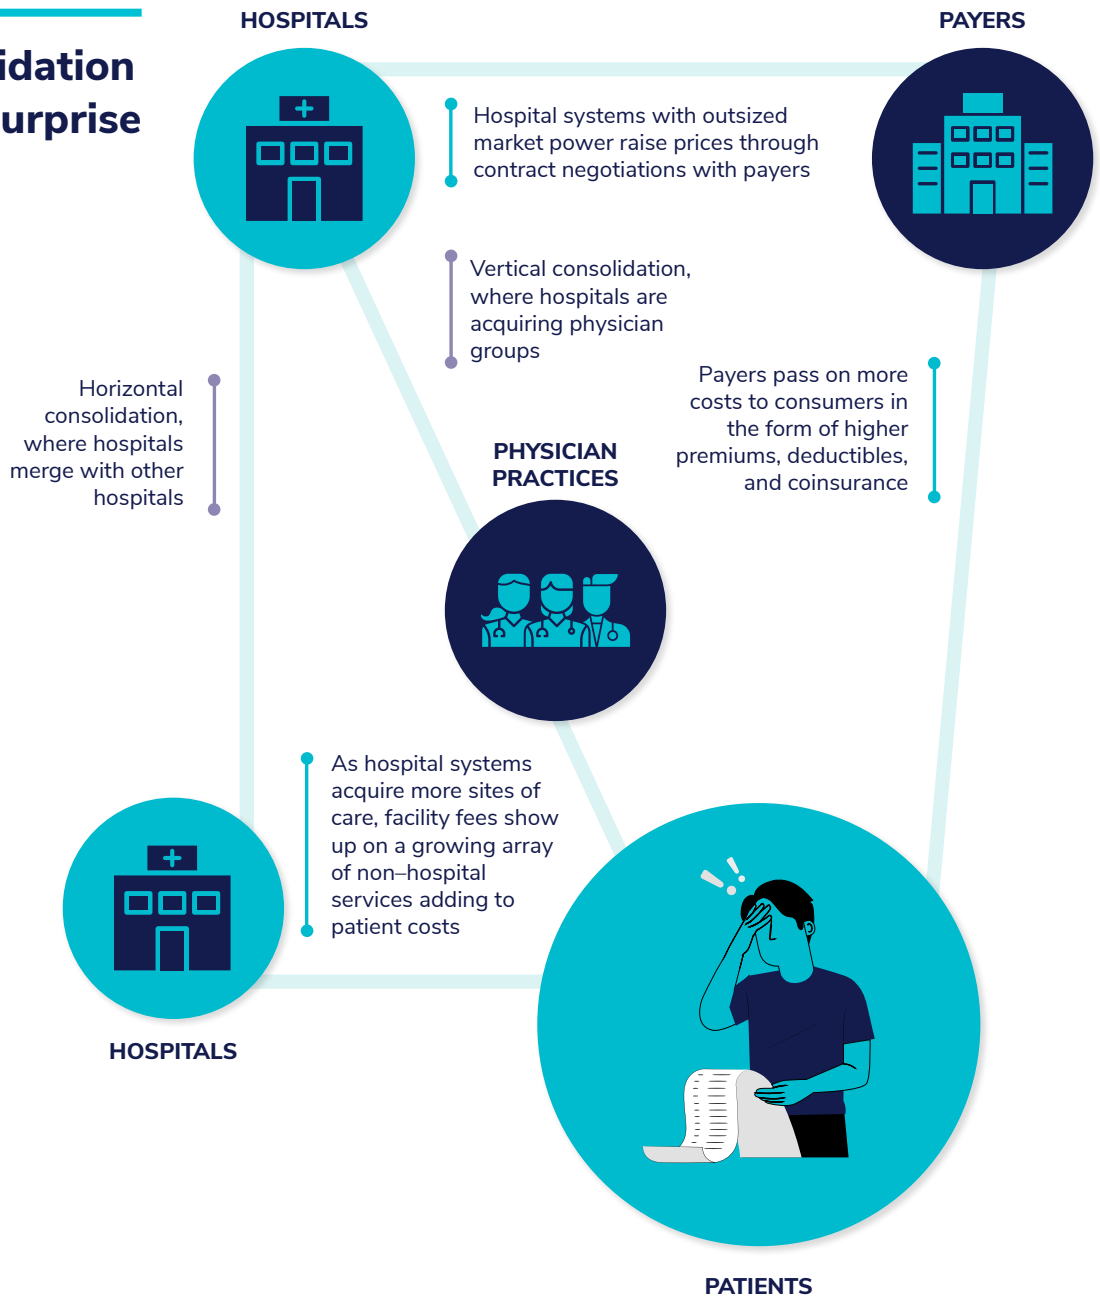 HOSPITALS
PAYERS
idation
urprise
Hospital systems with outsized
market power raise prices through
contract negotiations with payers
Vertical consolidation,
where hospitals are
acquiring physician
groups
Horizontal
consolidation,
where hospitals
merge with other
hospitals
Payers pass on more
costs to consumers in
the form of higher
premiums, deductibles,
and coinsurance
PHYSICIAN
PRACTICES
As hospital systems
acquire more sites of
care, facility fees show
up on a growing array
of non–hospital
services adding to
patient costs
HOSPITALS
PATIENTS